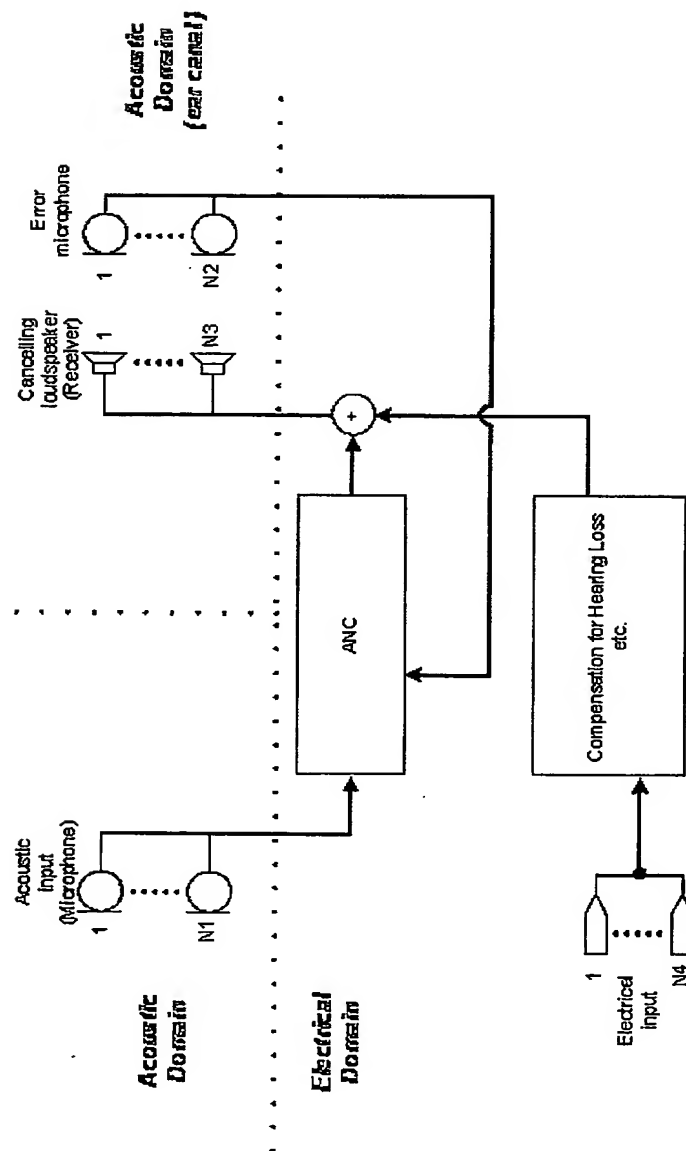 Acoustic
input
(Microphone)
1
N1
Cancelling
loudspeaker
(Receiver)
1
N3
Error
microphone
1
N2
Acoustic
Domain
Acoustic
Domain
(ear canal)
Electrical
Domain
ANC
+
Compensation for Hearing Loss
etc.
1
N4
Electrical
input